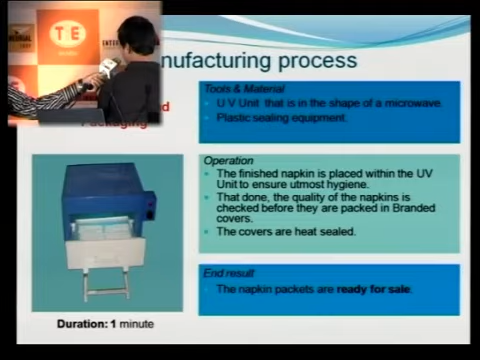 T E
nufacturing process
Packaging
Tools & Material
U V Unit that is in the shape of a microwave.
Plastic sealing equipment.
Operation
The finished napkin is placed within the UV
Unit to ensure utmost hygiene.
That done, the quality of the napkins is
checked before they are packed in Branded
covers.
The covers are heat sealed.
End result
The napkin packets are ready for sale.
Duration: 1 minute